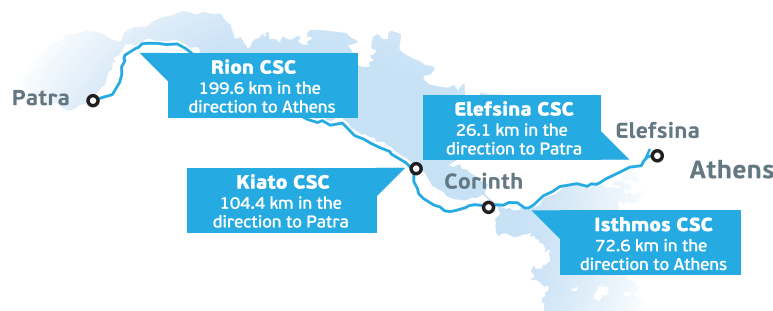 Rion CSC
199.6 km in the
direction to Athens
Patra
Elefsina CSC
26.1 km in the
direction to Patra
Elefsina
Athens
Kiato CSC
104.4 km in the
direction to Patra
Corinth
Isthmos CSC
72.6 km in the
direction to Athens